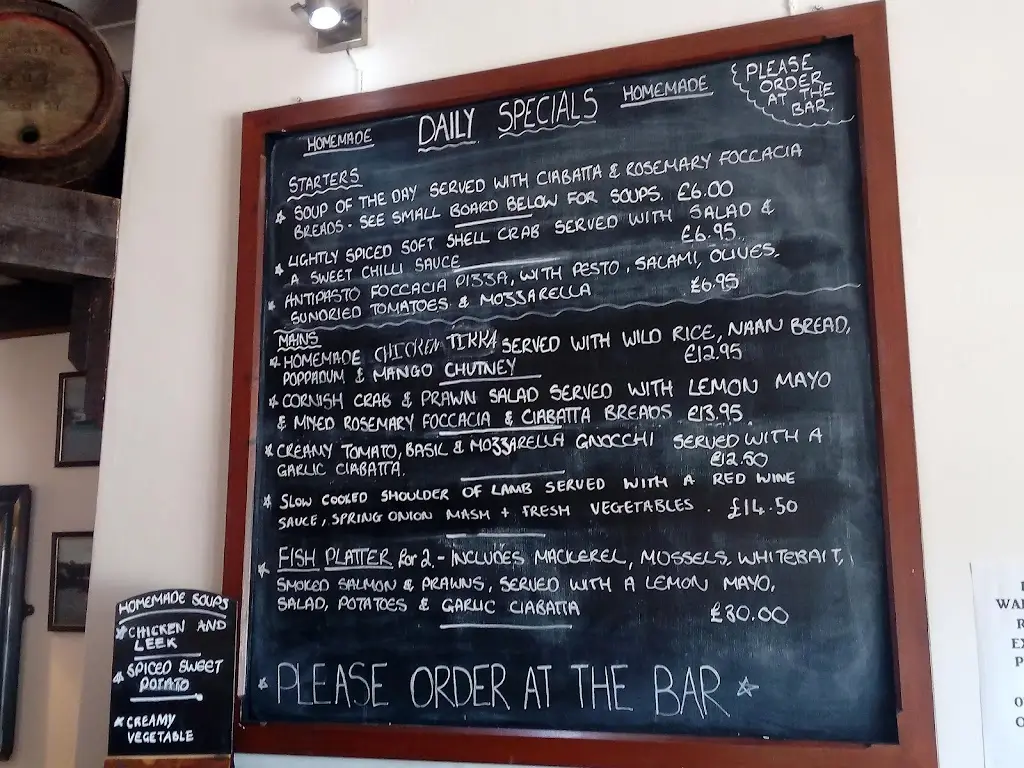 HOMEMADE DAILY SPECIALS HOMEMADE
PLEASE
ORDER
AT THE
BAR.
STARTERS
SOUP OF THE DAY SERVED WITH CIABATTA & ROSEMARY FOCCACIA
BREADS - SEE SMALL BOARD BELOW FOR SOUPS. £6.00
LIGHTLY SPICED SOFT SHELL CRAB SERVED WITH SALAD &
A SWEET CHILLI SAUCE £6.95
ANTIPASTO FOCCACIA PIZZA, WITH PESTO, SALAMI, OLIVES,
SUNDRIED TOMATOES & MOZZARELLA £6.95
MAINS
HOMEMADE CHICKEN TIKKA SERVED WITH WILD RICE, NAAN BREAD,
POPPADUM & MANGO CHUTNEY £12.95
CORNISH CRAB & PRAWN SALAD SERVED WITH LEMON MAYO
& MIXED ROSEMARY FOCCACIA & CIABATTA BREADS £13.95
CREAMY TOMATO, BASIL & MOZZARELLA GNOCCHI SERVED WITH A
GARLIC CIABATTA. £12.50
SLOW COOKED SHOULDER OF LAMB SERVED WITH A RED WINE
SAUCE, SPRING ONION MASH + FRESH VEGETABLES. £14.50
FISH PLATTER for 2 - INCLUDES MACKEREL, MUSSELS, WHITEBAIT,
SMOKED SALMON & PRAWNS, SERVED WITH A LEMON MAYO,
SALAD, POTATOES & GARLIC CIABATTA £30.00
PLEASE ORDER AT THE BAR
HOMEMADE SOUPS
CHICKEN AND
LEEK
SPICED SWEET
POTATO
CREAMY
VEGETABLE